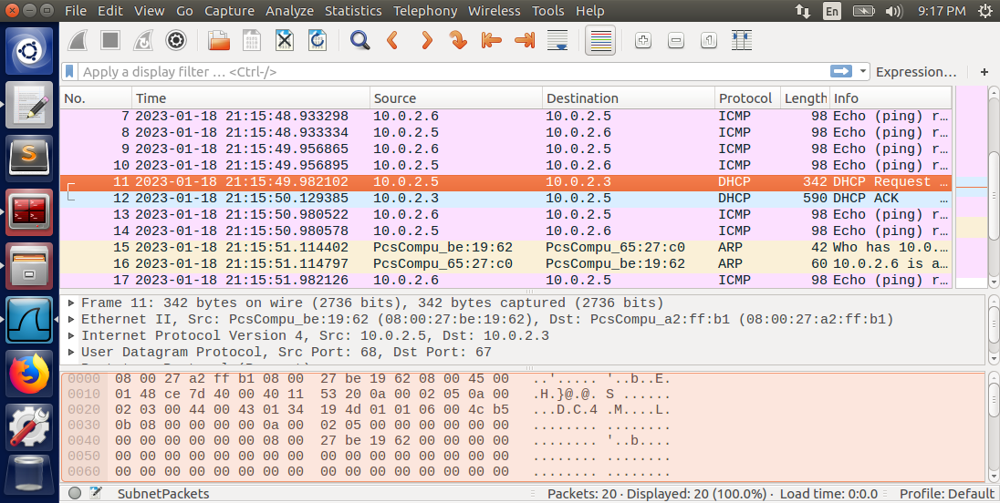 File Edit View Go Capture Analyze Statistics Telephony Wireless Tools Help En 9:17 PM
Apply a display filter … <Ctrl-/> Expression… +
No. Time Source Destination Protocol Length Info
7 2023-01-18 21:15:48.933298 10.0.2.6 10.0.2.5 ICMP 98 Echo (ping) r…
8 2023-01-18 21:15:48.933334 10.0.2.5 10.0.2.6 ICMP 98 Echo (ping) r…
9 2023-01-18 21:15:49.956865 10.0.2.6 10.0.2.5 ICMP 98 Echo (ping) r…
10 2023-01-18 21:15:49.956895 10.0.2.5 10.0.2.6 ICMP 98 Echo (ping) r…
11 2023-01-18 21:15:49.982102 10.0.2.5 10.0.2.3 DHCP 342 DHCP Request …
12 2023-01-18 21:15:50.129385 10.0.2.3 10.0.2.5 DHCP 590 DHCP ACK …
13 2023-01-18 21:15:50.980522 10.0.2.6 10.0.2.5 ICMP 98 Echo (ping) r…
14 2023-01-18 21:15:50.980578 10.0.2.5 10.0.2.6 ICMP 98 Echo (ping) r…
15 2023-01-18 21:15:51.114402 PcsCompu_be:19:62 PcsCompu_65:27:c0 ARP 42 Who has 10.0.…
16 2023-01-18 21:15:51.114797 PcsCompu_65:27:c0 PcsCompu_be:19:62 ARP 60 10.0.2.6 is a…
17 2023-01-18 21:15:51.982126 10.0.2.6 10.0.2.5 ICMP 98 Echo (ping) r…
Frame 11: 342 bytes on wire (2736 bits), 342 bytes captured (2736 bits)
Ethernet II, Src: PcsCompu_be:19:62 (08:00:27:be:19:62), Dst: PcsCompu_a2:ff:b1 (08:00:27:a2:ff:b1)
Internet Protocol Version 4, Src: 10.0.2.5, Dst: 10.0.2.3
User Datagram Protocol, Src Port: 68, Dst Port: 67
0000 08 00 27 a2 ff b1 08 00 27 be 19 62 08 00 45 00 ..'..... '..b..E.
0010 01 48 ce 7d 40 00 40 11 53 20 0a 00 02 05 0a 00 .H.}@.@. S ......
0020 02 03 00 44 00 43 01 34 19 4d 01 01 06 00 4c b5 ...D.C.4 .M....L.
0030 0b 08 00 00 00 00 0a 00 02 05 00 00 00 00 00 00 ........ ........
0040 00 00 00 00 00 00 08 00 27 be 19 62 00 00 00 00 ........ '..b....
0050 00 00 00 00 00 00 00 00 00 00 00 00 00 00 00 00 ........ ........
0060 00 00 00 00 00 00 00 00 00 00 00 00 00 00 00 00 ........ ........
SubnetPackets Packets: 20 · Displayed: 20 (100.0%) · Load time: 0:0.0 Profile: Default